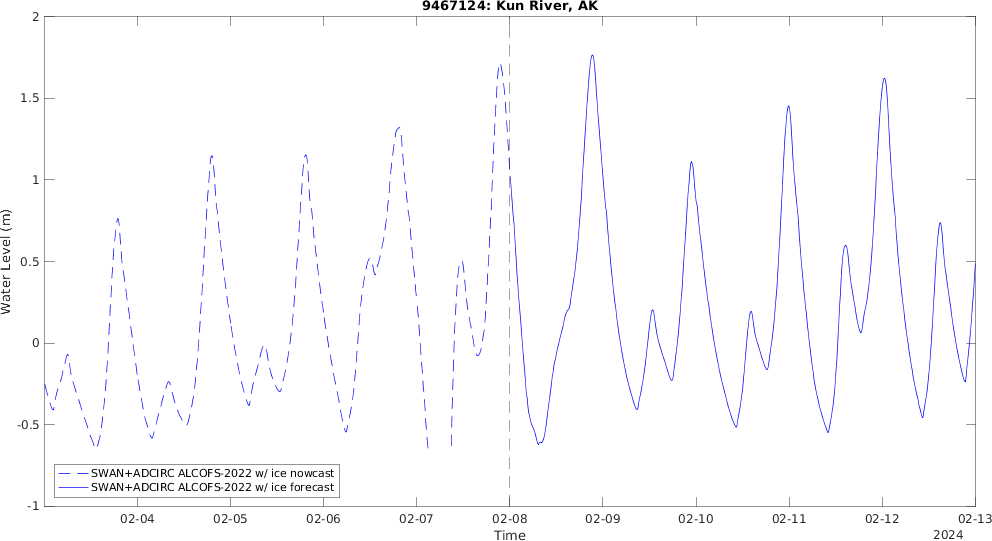 9467124: Kun River, AK
2
1.5
1
0.5
0
-0.5
-1
Water Level (m)
SWAN+ADCIRC ALCOFS-2022 w/ ice nowcast
SWAN+ADCIRC ALCOFS-2022 w/ ice forecast
02-04 02-05 02-06 02-07 02-08 02-09 02-10 02-11 02-12 02-13
Time
2024